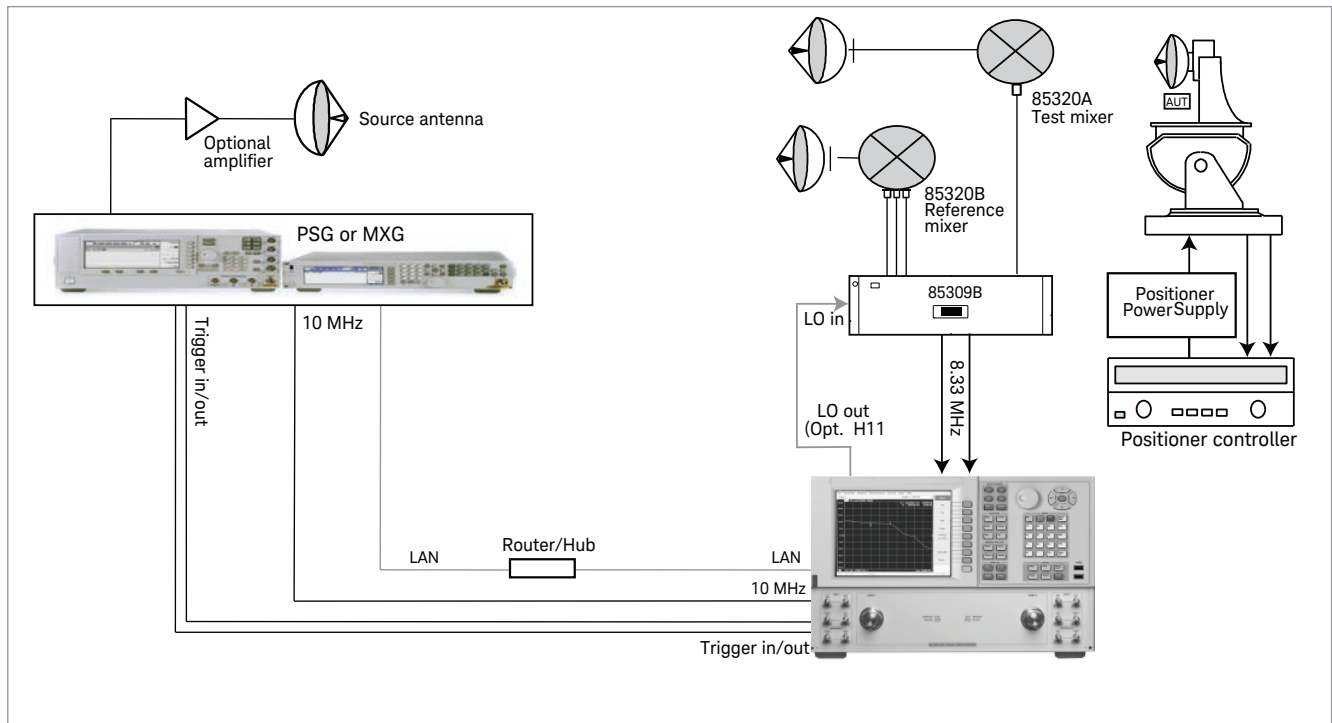 Source antenna
Optional
amplifier
85320A
Test mixer
AUT
85320B
Reference
mixer
PSG or MXG
85309B
LO in
Positioner
PowerSupply
Trigger in/out
10 MHz
8.33 MHz
LO out
(Opt. H11
Positioner controller
LAN
Router/Hub
LAN
10 MHz
Trigger in/out